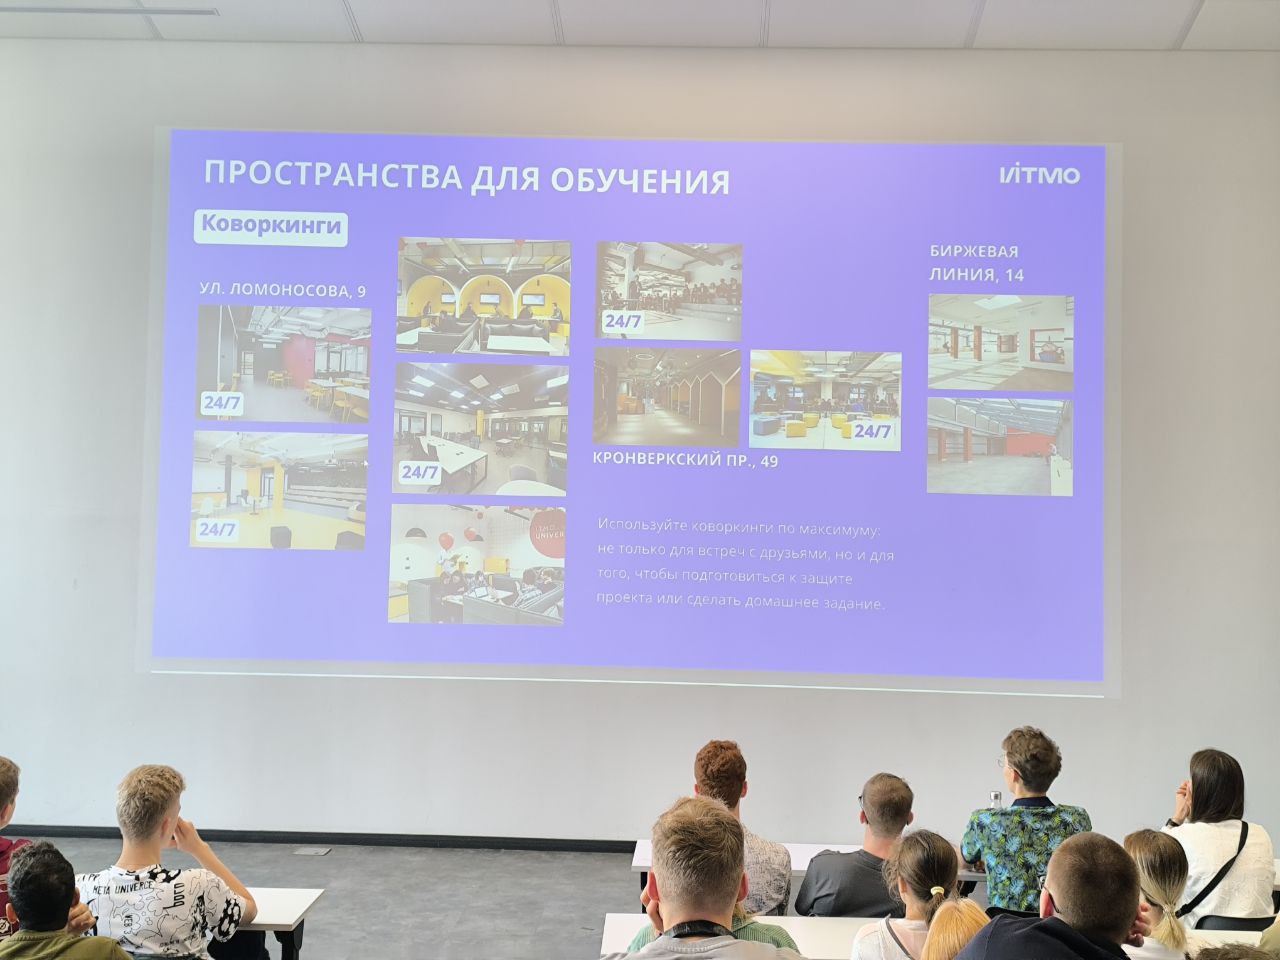 ПРОСТРАНСТВА ДЛЯ ОБУЧЕНИЯ
ИТМО
Коворкинги
УЛ. ЛОМОНОСОВА, 9
24/7
24/7
24/7
24/7
24/7
КРОНВЕРКСКИЙ ПР., 49
БИРЖЕВАЯ
ЛИНИЯ, 14
Используйте коворкинги по максимуму:
не только для встреч с друзьями, но и для
того, чтобы подготовиться к защите
проекта или сделать домашнее задание.
META UNIVERCE